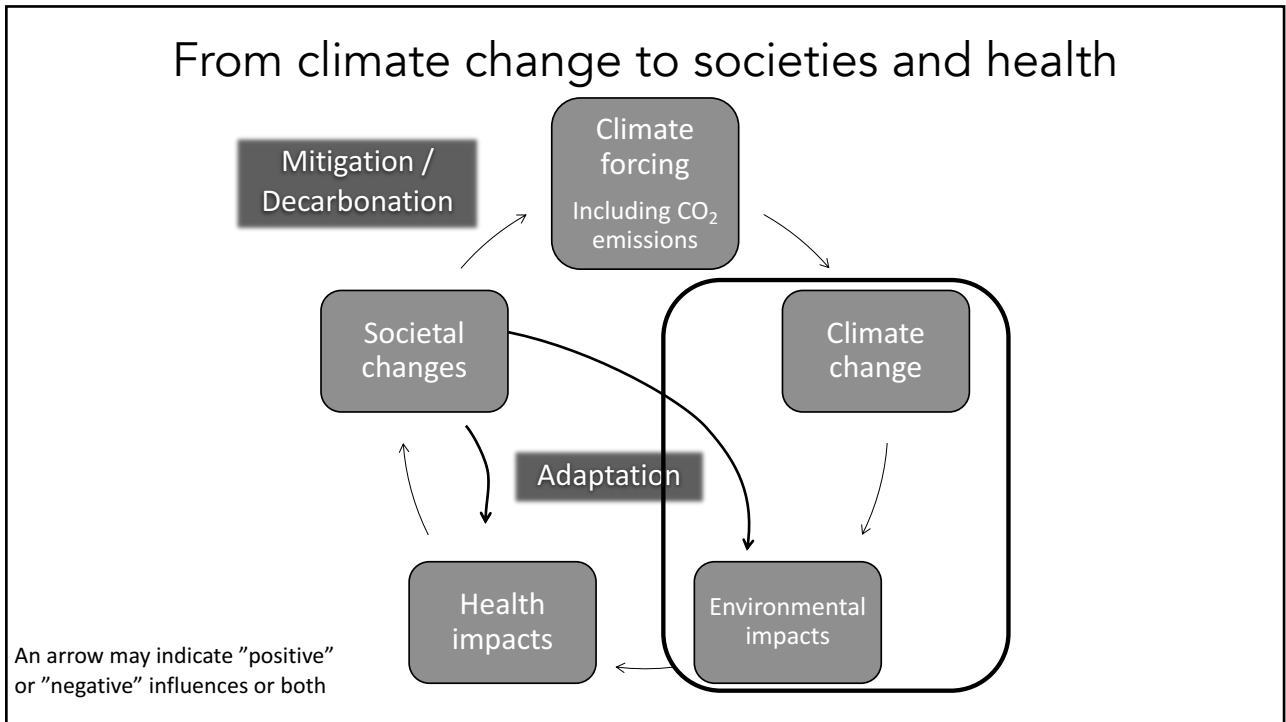 From climate change to societies and health
Mitigation /
Decarbonation
Climate
forcing
Including CO₂
emissions
Societal
changes
Climate
change
Adaptation
Health
impacts
Environmental
impacts
An arrow may indicate ”positive”
or ”negative” influences or both